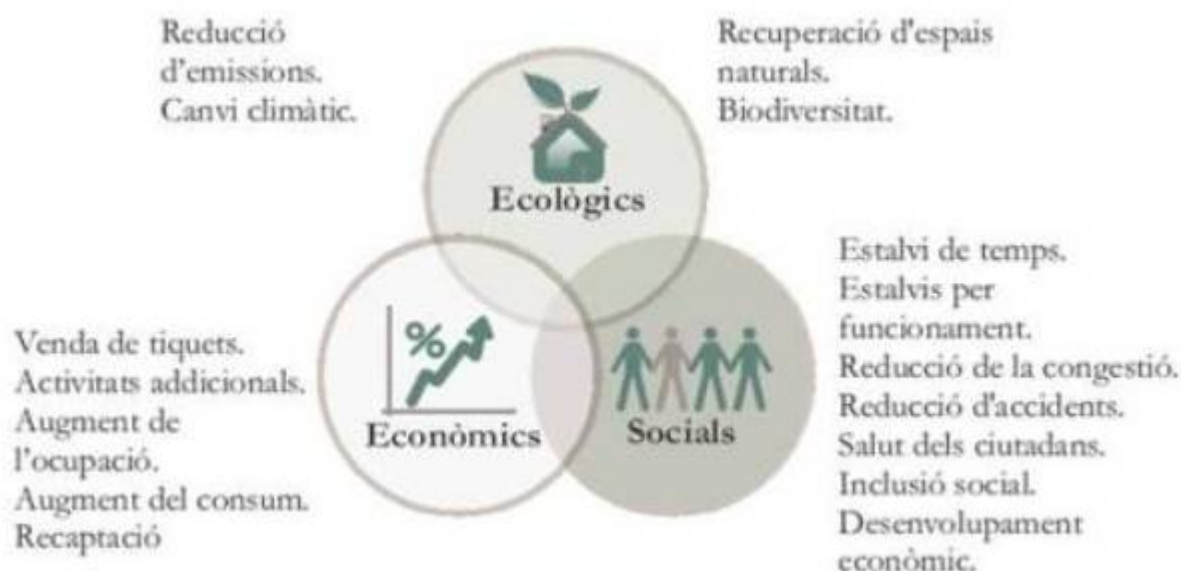 Reducció
d'emissions.
Canvi climàtic.
Recuperació d'espais
naturals.
Biodiversitat.
Ecològics
Estalvi de temps.
Estalvis per
funcionament.
Reducció de la congestió.
Reducció d'accidents.
Salut dels ciutadans.
Inclusió social.
Desenvolupament
econòmic.
Venda de tiquets.
Activitats addicionals.
Augment de
l'ocupació.
Augment del consum.
Recaptació
%
Econòmics
Socials